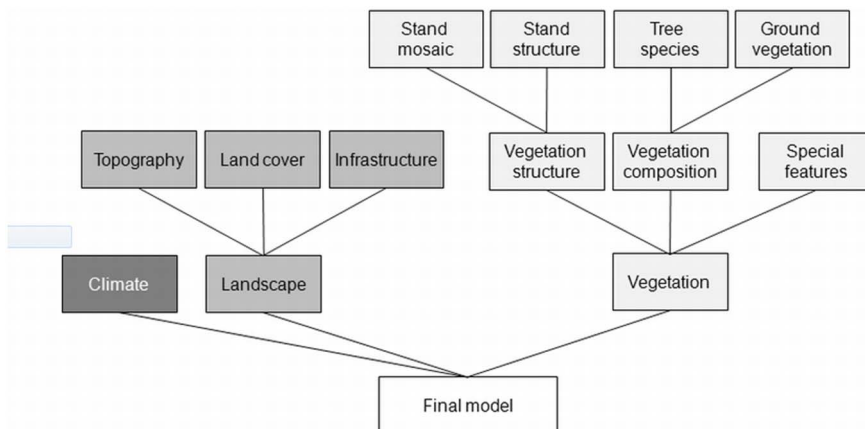 Stand
mosaic
Stand
structure
Tree
species
Ground
vegetation
Topography
Land cover
Infrastructure
Vegetation
structure
Vegetation
composition
Special
features
Climate
Landscape
Vegetation
Final model